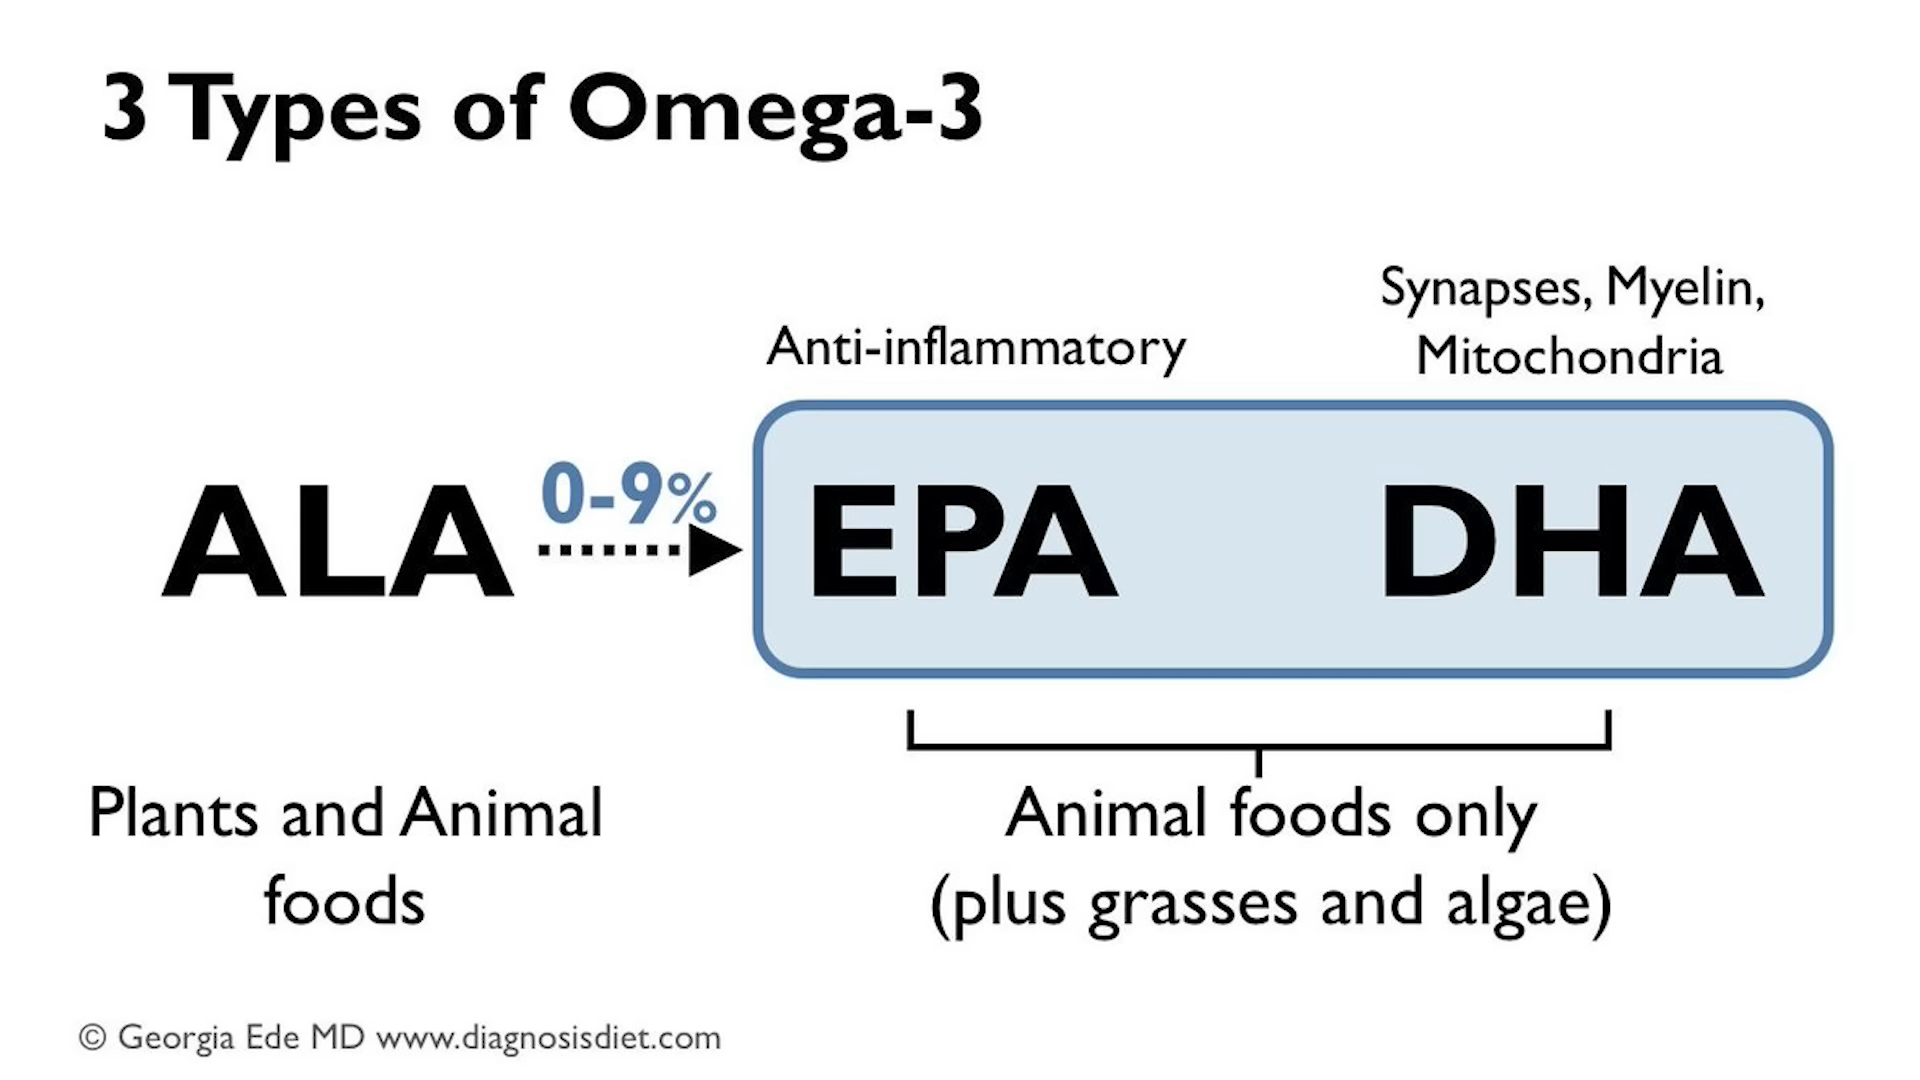 3 Types of Omega-3
Synapses, Myelin,
Anti-inflammatory
Mitochondria
0-9%
ALA
EPA
DHA
Plants and Animal
foods
Animal foods only
(plus grasses and algae)
© Georgia Ede MD www.diagnosisdiet.com